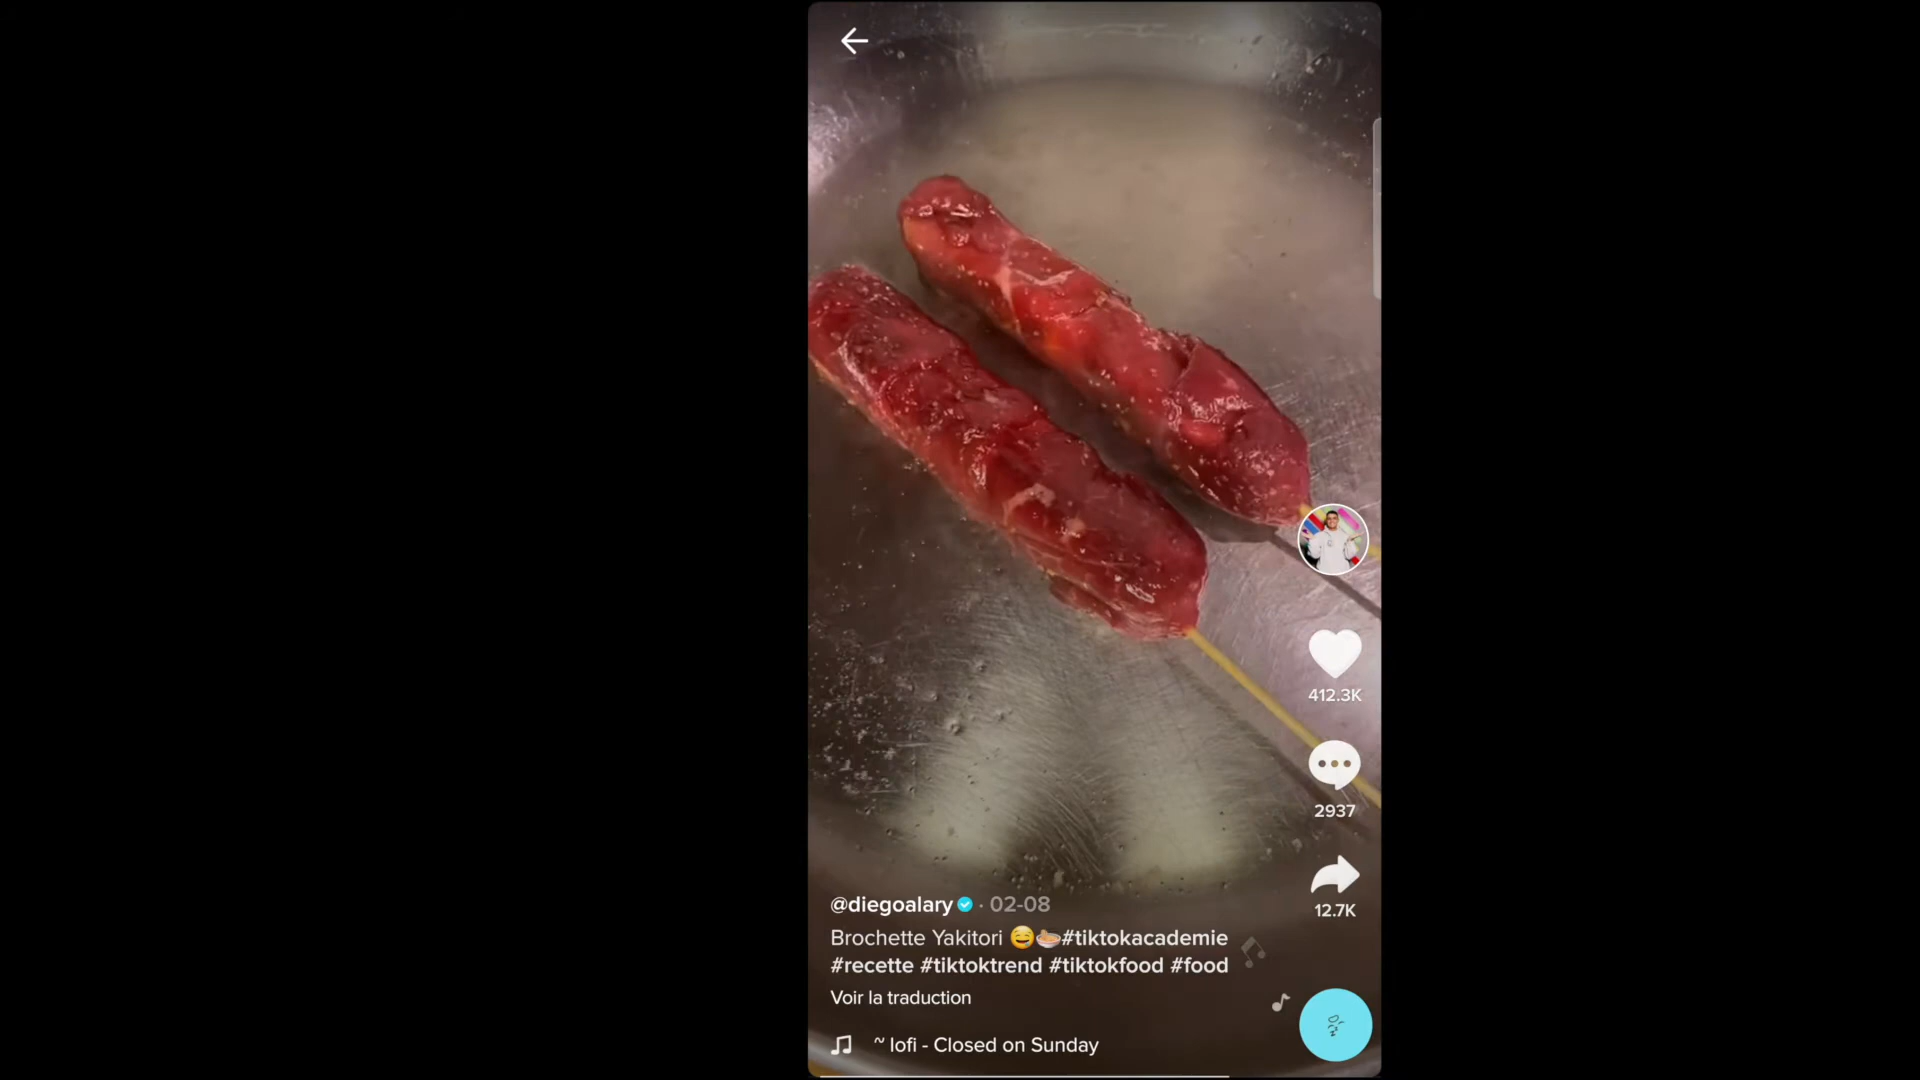 412.3K
2937
12.7K
@diegoalary · 02-08
Brochette Yakitori 🤤🍜#tiktokacademie
#recette #tiktoktrend #tiktokfood #food
Voir la traduction
~ lofi - Closed on Sunday